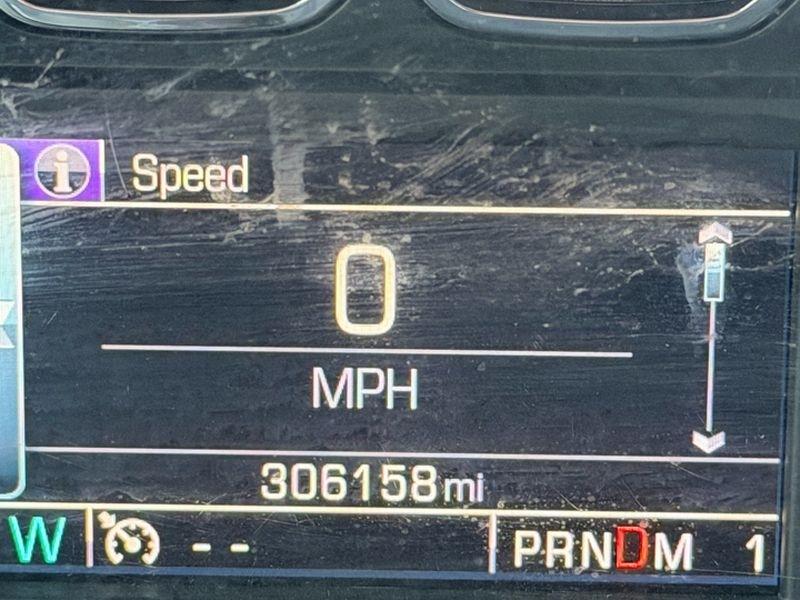 i Speed
0
MPH
306158mi
W -- PRNDM 1